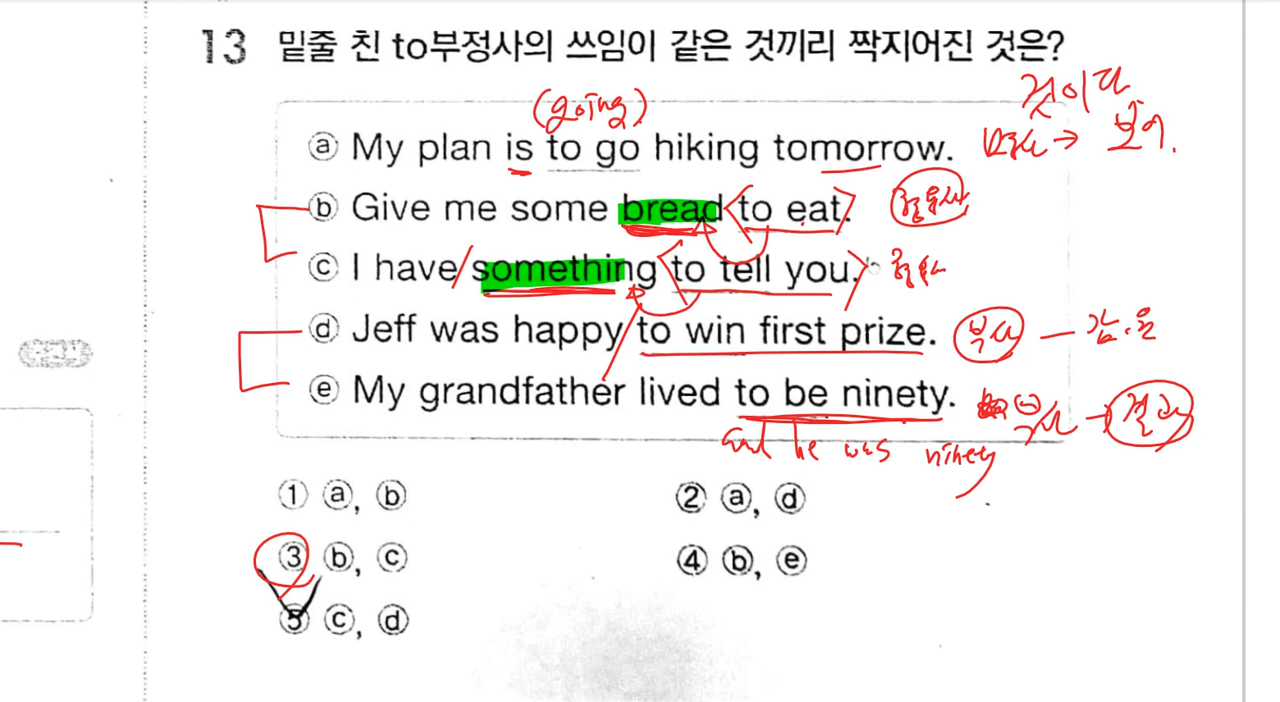 13 밑줄 친 to부정사의 쓰임이 같은 것끼리 짝지어진 것은?
(going)
것이다
ⓐ My plan is to go hiking tomorrow. 명사 → 보어.
ⓑ Give me some bread to eat. 형용사
ⓒ I have something to tell you.
ⓓ Jeff was happy to win first prize. 부사 — 감.원
ⓔ My grandfather lived to be ninety. 부사 → 결과
and he was ninety
① ⓐ, ⓑ
② ⓐ, ⓓ
③ ⓑ, ⓒ
④ ⓑ, ⓔ
⑤ ⓒ, ⓓ